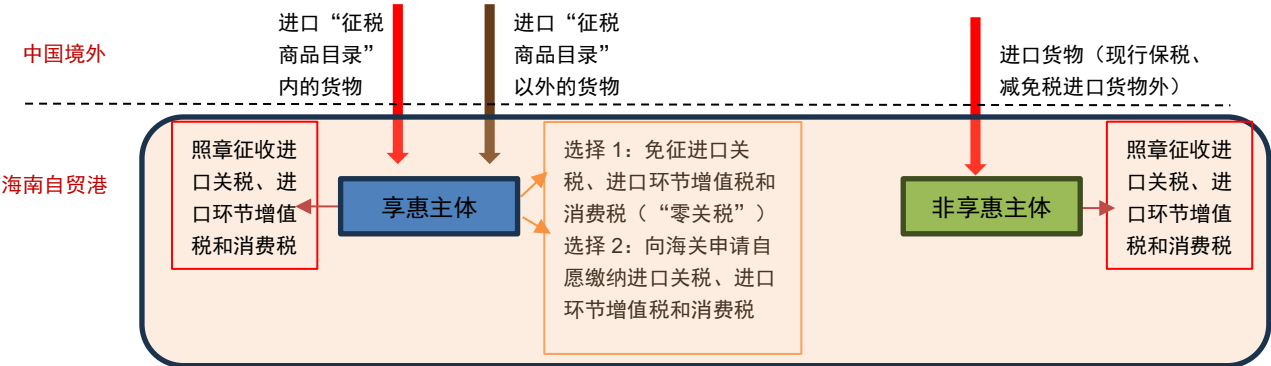 中国境外
进口“征税
商品目录”
内的货物
进口“征税
商品目录”
以外的货物
进口货物（现行保税、
减免税进口货物外）
海南自贸港
照章征收进
口关税、进
口环节增值
税和消费税
享惠主体
选择 1：免征进口关
税、进口环节增值税和
消费税（“零关税”）
选择 2：向海关申请自
愿缴纳进口关税、进口
环节增值税和消费税
非享惠主体
照章征收进
口关税、进
口环节增值
税和消费税